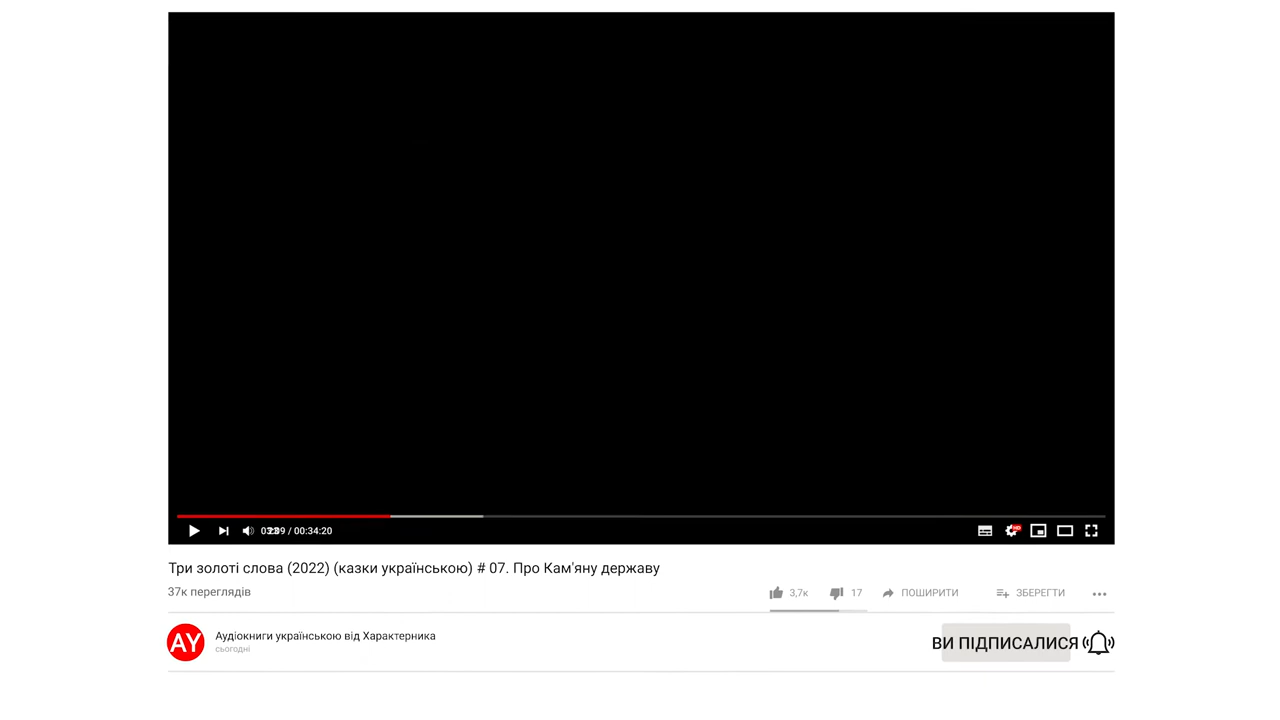 / 00:34:20
Три золоті слова (2022) (казки українською) # 07. Про Кам'яну державу
37к переглядів
3,7к 17 ПОШИРИТИ ЗБЕРЕГТИ
AY Аудіокниги українською від Характерника
сьогодні
ВИ ПІДПИСАЛИСЯ